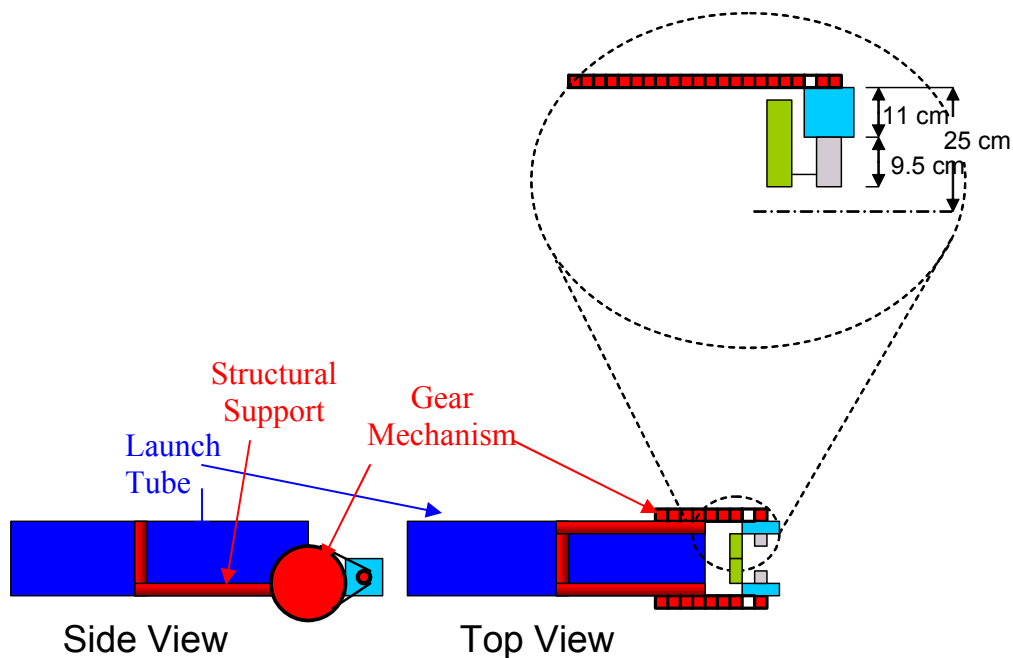 11 cm
25 cm
9.5 cm
Structural
Support
Gear
Mechanism
Launch
Tube
Side View
Top View